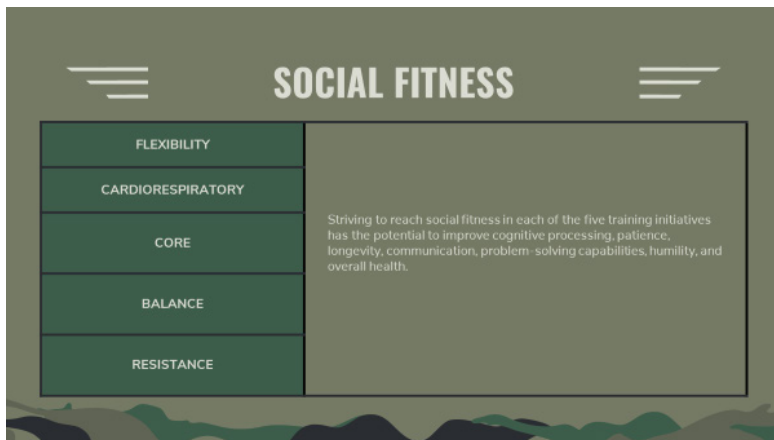 SOCIAL FITNESS
FLEXIBILITY
CARDIORESPIRATORY
CORE
BALANCE
RESISTANCE
Striving to reach social fitness in each of the five training initiatives
has the potential to improve cognitive processing, patience,
longevity, communication, problem-solving capabilities, humility, and
overall health.